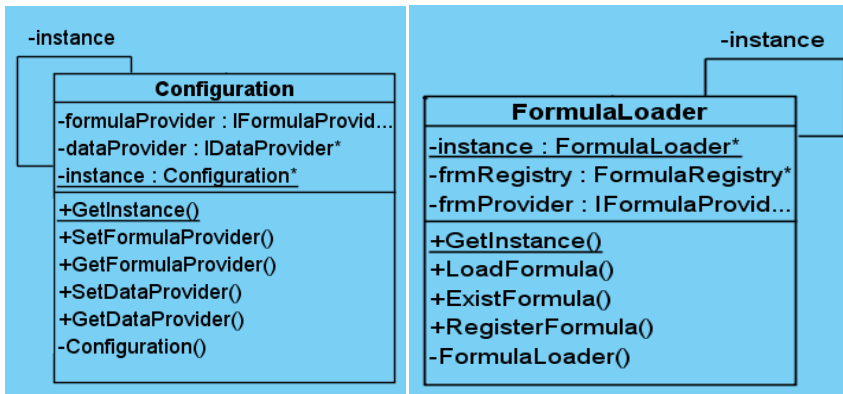 -instance
Configuration
-formulaProvider : IFormulaProvid...
-dataProvider : IDataProvider*
-instance : Configuration*
+GetInstance()
+SetFormulaProvider()
+GetFormulaProvider()
+SetDataProvider()
+GetDataProvider()
-Configuration()
-instance
FormulaLoader
-instance : FormulaLoader*
-frmRegistry : FormulaRegistry*
-frmProvider : IFormulaProvid...
+GetInstance()
+LoadFormula()
+ExistFormula()
+RegisterFormula()
-FormulaLoader()